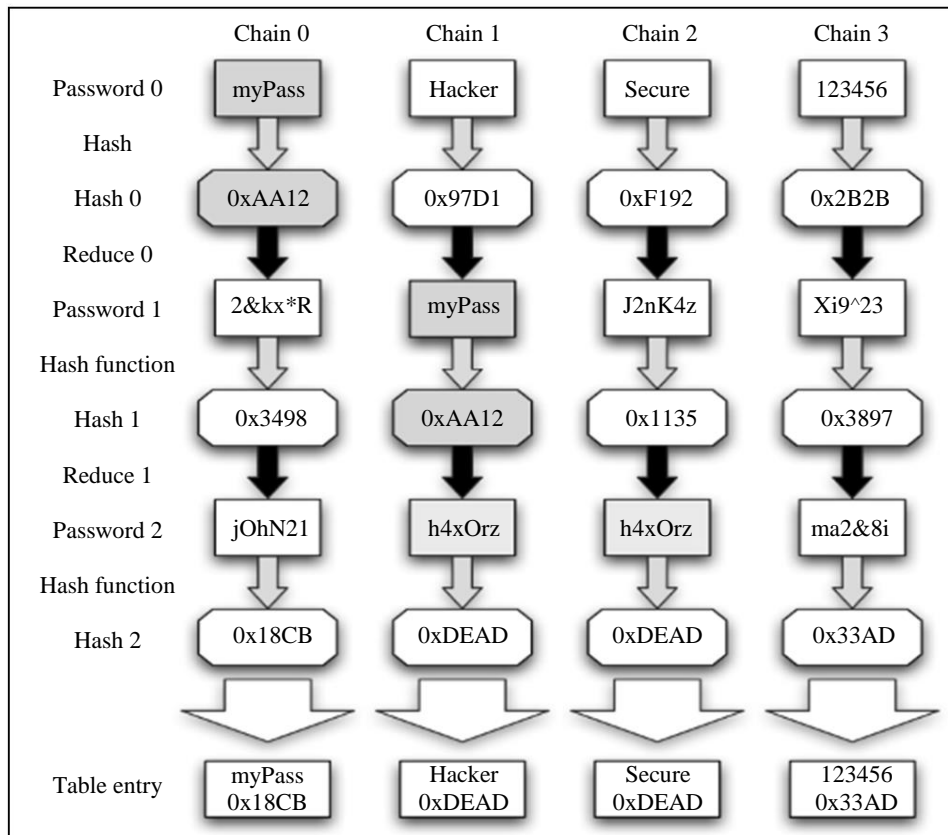 Chain 0 Chain 1 Chain 2 Chain 3
Password 0 myPass Hacker Secure 123456
Hash
Hash 0 0xAA12 0x97D1 0xF192 0x2B2B
Reduce 0
Password 1 2&kx*R myPass J2nK4z Xi9^23
Hash function
Hash 1 0x3498 0xAA12 0x1135 0x3897
Reduce 1
Password 2 jOhN21 h4xOrz h4xOrz ma2&8i
Hash function
Hash 2 0x18CB 0xDEAD 0xDEAD 0x33AD
Table entry
myPass Hacker Secure 123456
0x18CB 0xDEAD 0xDEAD 0x33AD